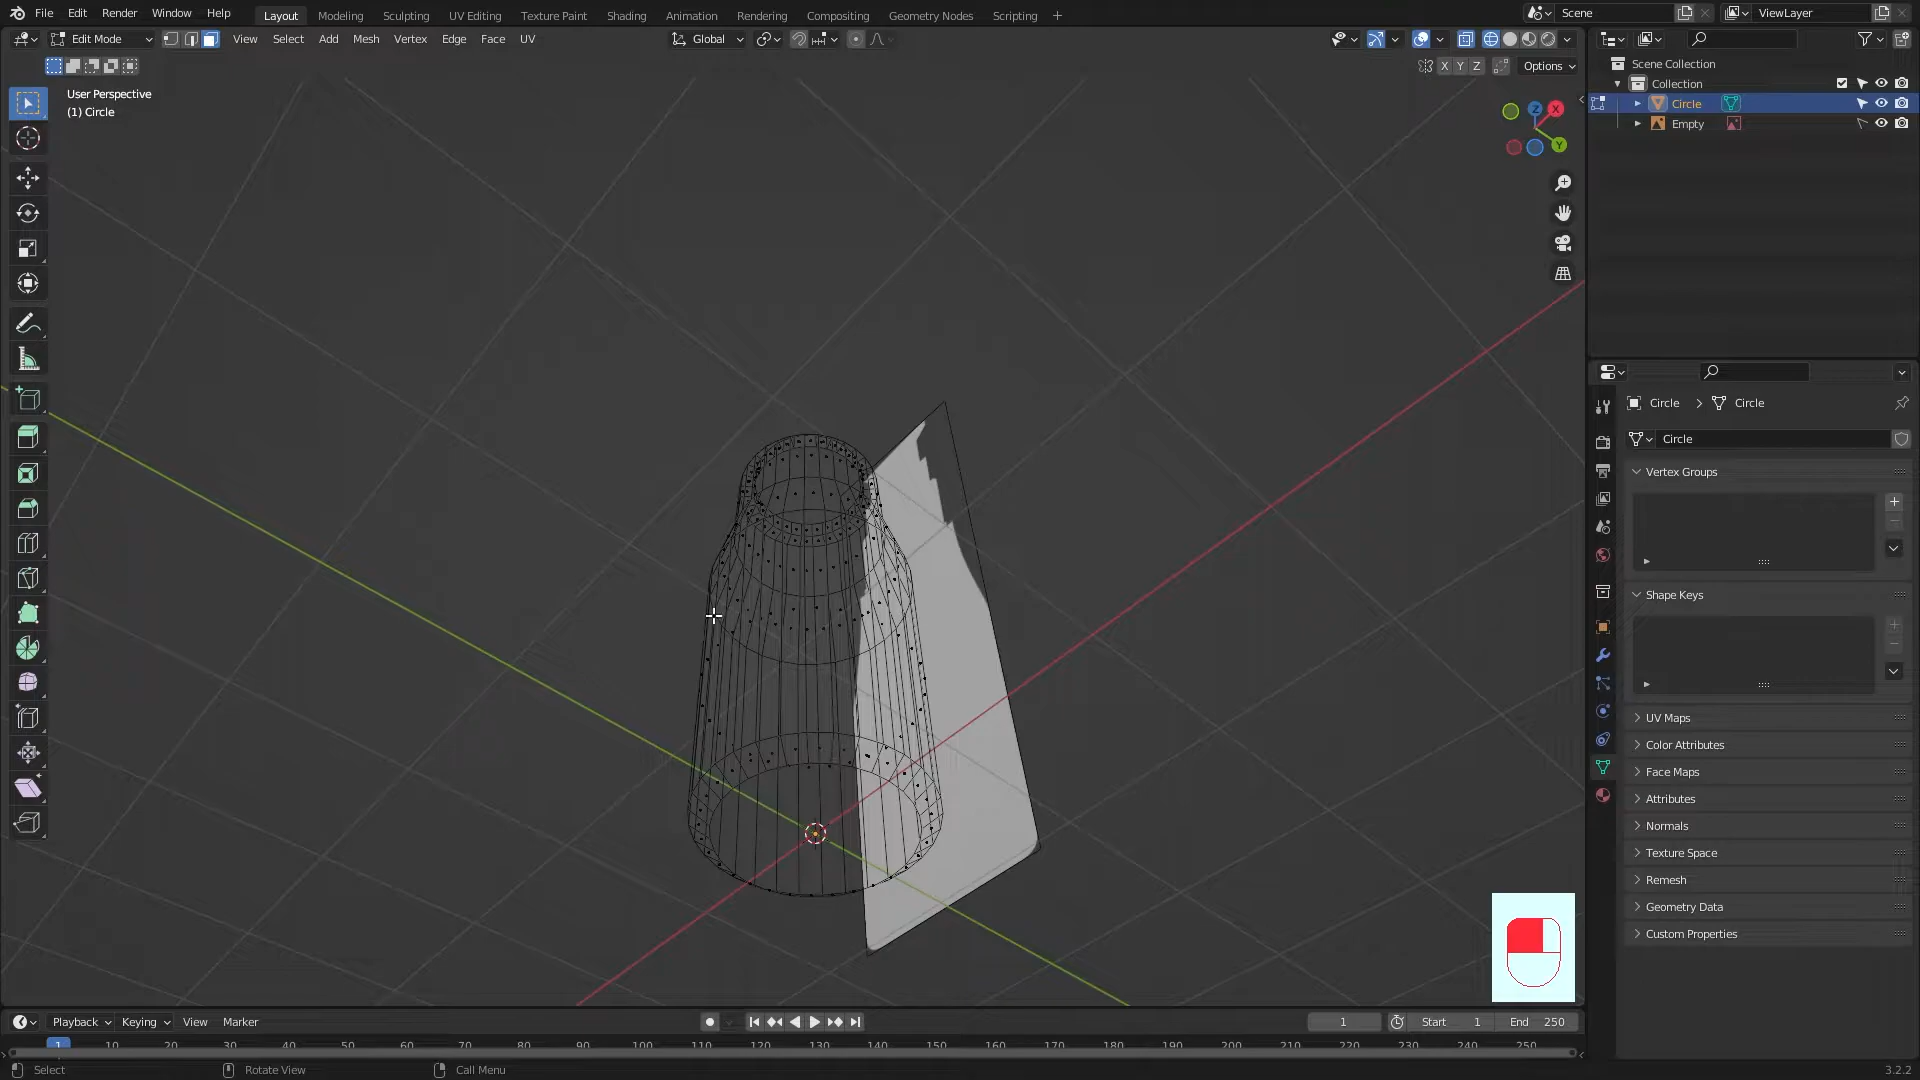 File Edit Render Window Help
Layout Modeling Sculpting UV Editing Texture Paint Shading Animation Rendering Compositing Geometry Nodes Scripting +
Scene
ViewLayer
Edit Mode View Select Add Mesh Vertex Edge Face UV
Global
X Y Z
Options
User Perspective
(1) Circle
X
Y
Z
Scene Collection
Collection
Circle
Empty
Circle > Circle
Circle
Vertex Groups
Shape Keys
UV Maps
Color Attributes
Face Maps
Attributes
Normals
Texture Space
Remesh
Geometry Data
Custom Properties
Playback Keying View Marker
1
Start 1
End 250
1 10 20 30 40 50 60 70 80 90 100 110 120 130 140 150 160 170 180 190 200 210 220 230 240 250
Select
Rotate View
Call Menu
3.2.2